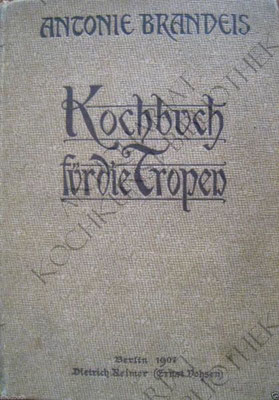 ANTONIE BRANDEIS
Kochbuch
für die Tropen
Berlin 1907
Dietrich Reimer (Ernst Vohsen)